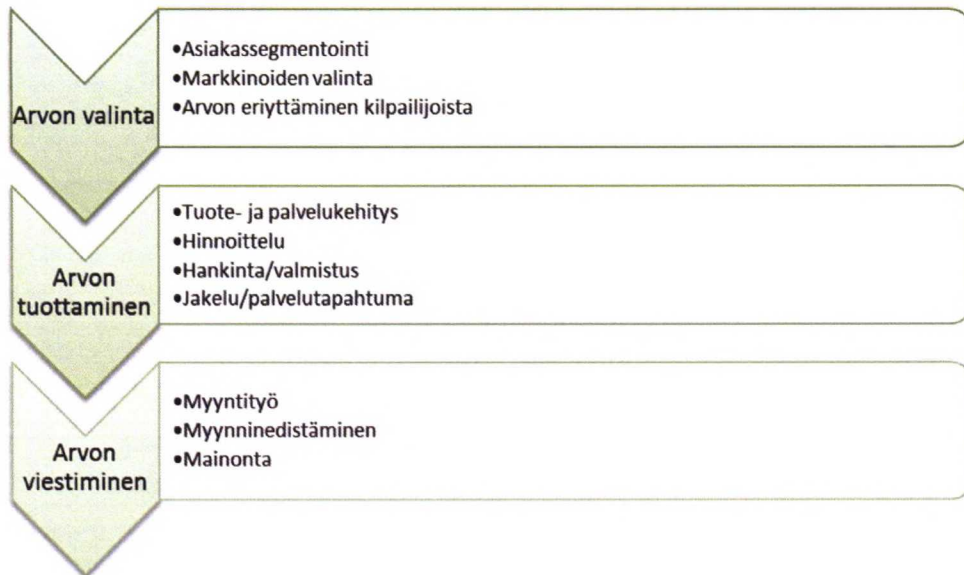 Arvon valinta
•Asiakassegmentointi
•Markkinoiden valinta
•Arvon eriyttäminen kilpailijoista
Arvon
tuottaminen
•Tuote- ja palvelukehitys
•Hinnoittelu
•Hankinta/valmistus
•Jakelu/palvelutapahtuma
Arvon
viestiminen
•Myyntityö
•Myynninedistäminen
•Mainonta